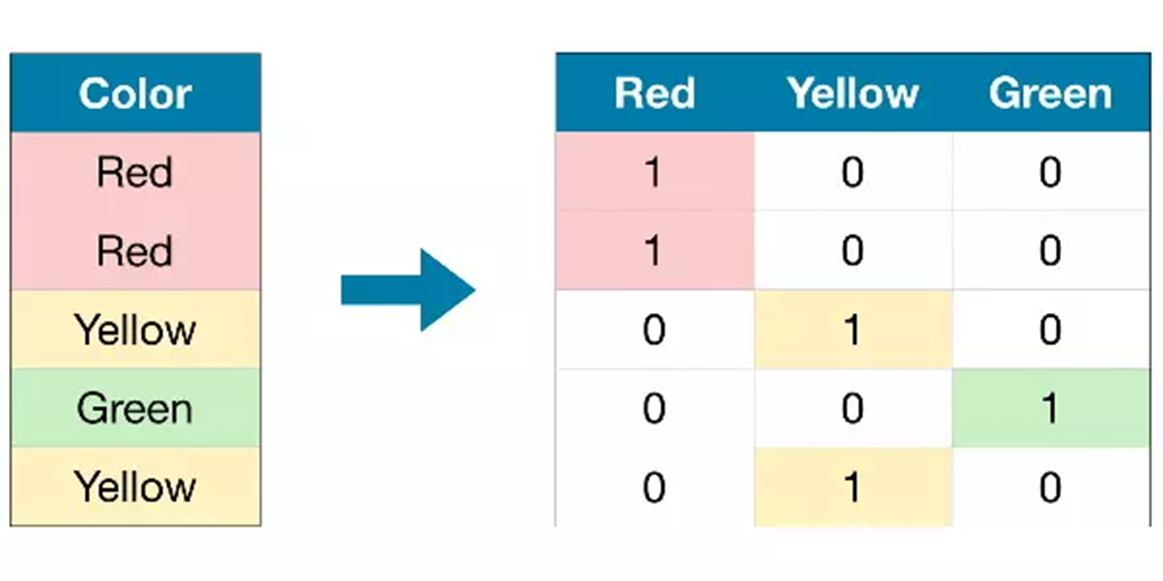 Color
Red
Red
Yellow
Green
Yellow
Red Yellow Green
1 0 0
1 0 0
0 1 0
0 0 1
0 1 0